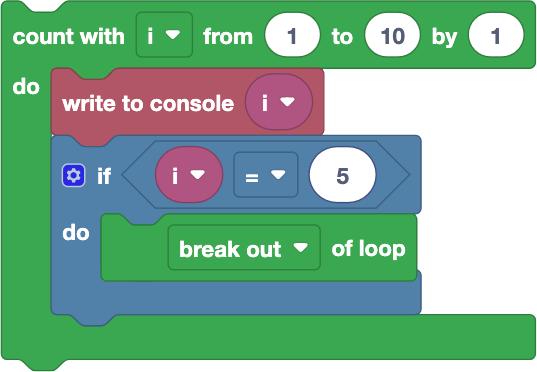 count with i from 1 to 10 by 1
do
write to console i
if i = 5
do
break out of loop